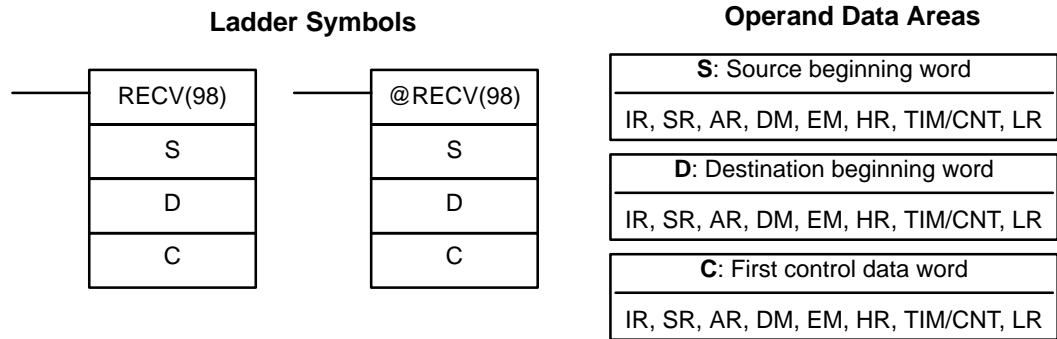 Ladder Symbols
RECV(98)
S
D
C
@RECV(98)
S
D
C
Operand Data Areas
S: Source beginning word
IR, SR, AR, DM, EM, HR, TIM/CNT, LR
D: Destination beginning word
IR, SR, AR, DM, EM, HR, TIM/CNT, LR
C: First control data word
IR, SR, AR, DM, EM, HR, TIM/CNT, LR